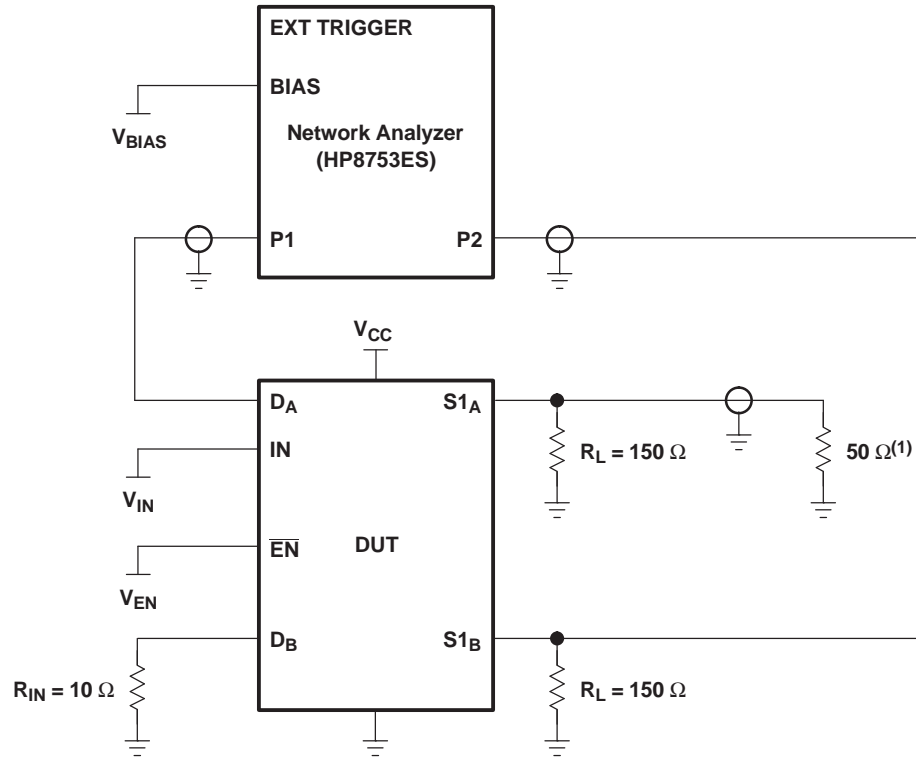 EXT TRIGGER
BIAS
VBIAS
Network Analyzer
(HP8753ES)
P1
P2
VCC
DA
S1A
IN
RL = 150 Ω
50 Ω(1)
VIN
EN
DUT
VEN
DB
S1B
RIN = 10 Ω
RL = 150 Ω